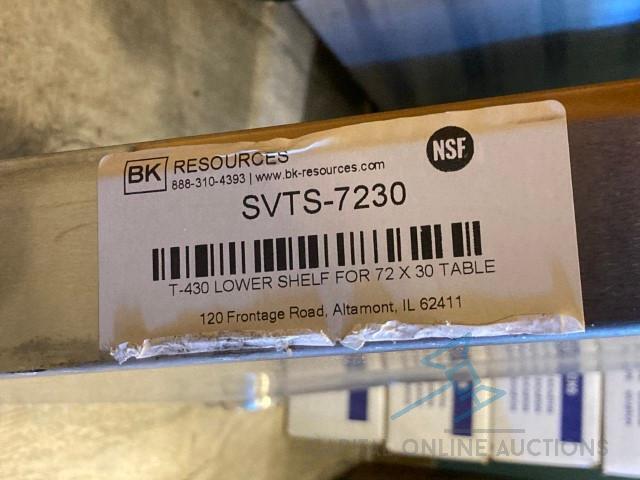 BK RESOURCES
888-310-4393 | www.bk-resources.com
NSF
SVTS-7230
T-430 LOWER SHELF FOR 72 X 30 TABLE
120 Frontage Road, Altamont, IL 62411
ONLINE AUCTIONS